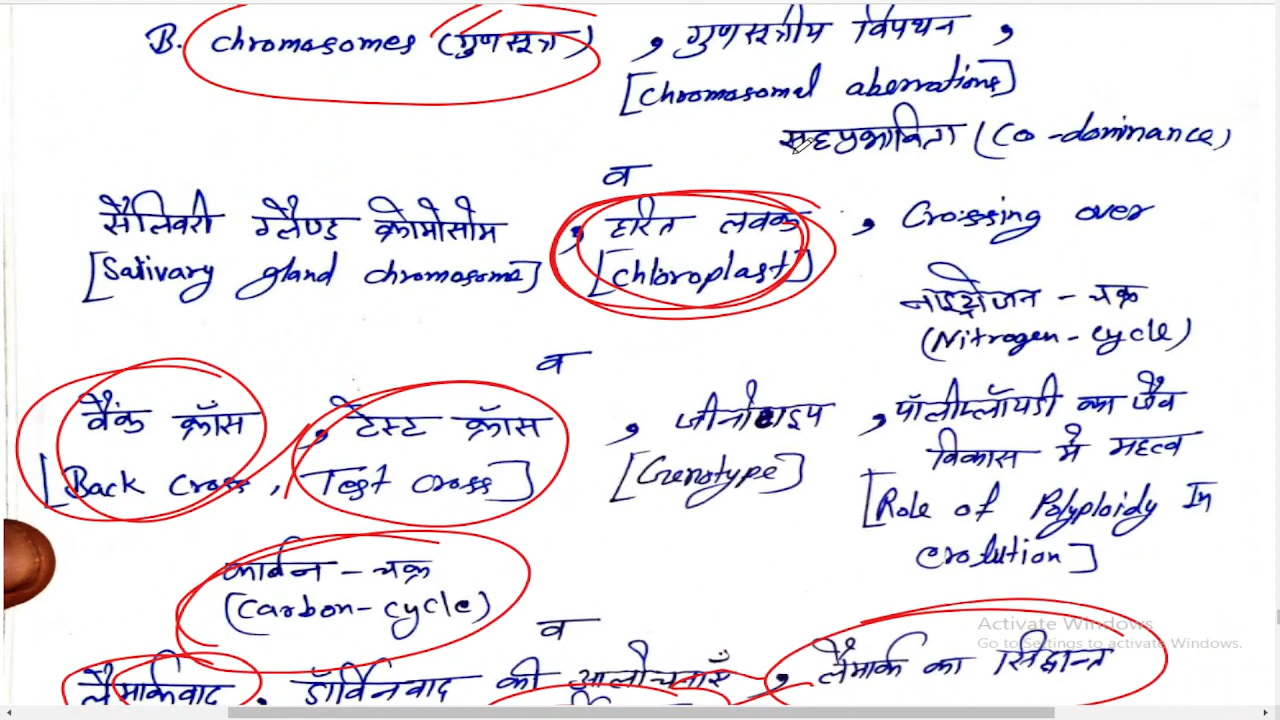 B. chromasomes (गुणसूत्र) , गुणसूत्रीय विपथन ,
[chromasomal aberrations]
सहप्रभाविता (Co-dominance)
व
सैलिवरी ग्लैण्ड क्रोमोसोम , हरित लवक , Crossing over
[Salivary gland chromosome] [chloroplast]
नाइट्रोजन - चक्र
(Nitrogen-cycle)
व
बैक क्रॉस , टेस्ट क्रॉस , जीनोटाइप , पॉलीप्लॉयडी का जैव
विकास मे महत्व
[Back cross, Test cross] [Genotype] [Role of Polyploidy In
evolution]
कार्बन - चक्र
(Carbon-cycle)
व
Activate Windows
Go to Settings to activate Windows.
लैमार्कवाद , डॉर्विनवाद की आलोचनाएँ , लैमार्क का सिद्धान्त